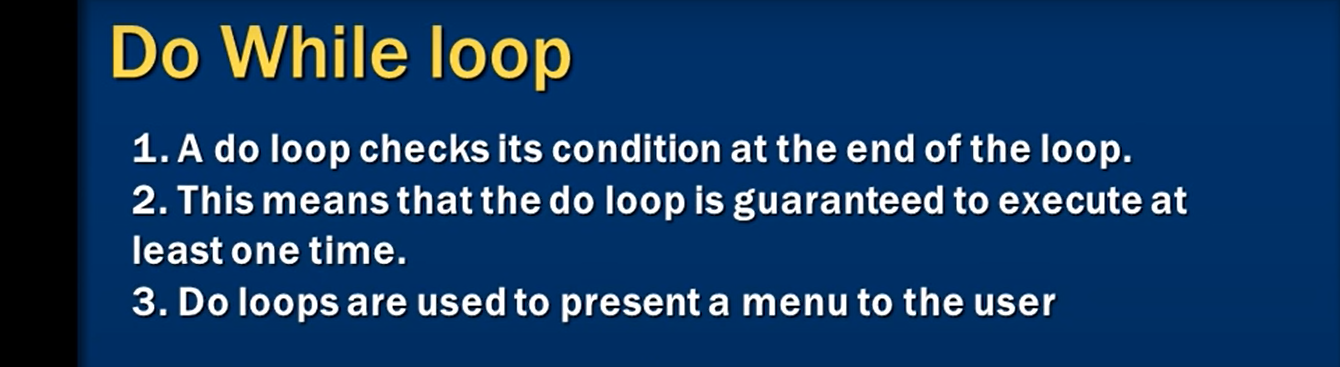 Do While loop
1. A do loop checks its condition at the end of the loop.
2. This means that the do loop is guaranteed to execute at
least one time.
3. Do loops are used to present a menu to the user